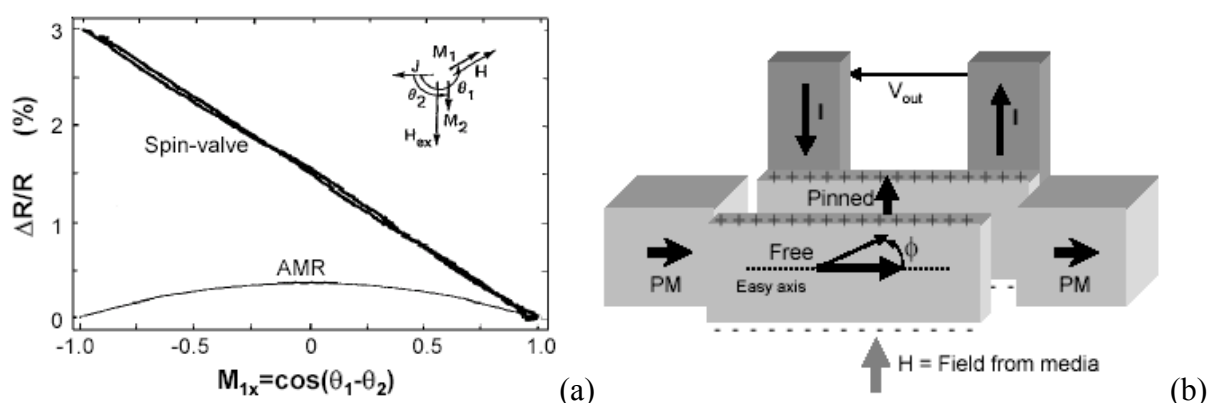 3
2
1
0
ΔR/R (%)
Spin-valve
AMR
M₁
J
H
θ₂
θ₁
M₂
Hₑₓ
-1.0
-0.5
0
0.5
1.0
M₁ₓ=cos(θ₁-θ₂)
(a)
Vout
I
I
+ + + + + + + + + + + + + + +
Pinned
+ + + + + + + + + + + + + + +
Free
ϕ
PM
Easy axis
PM
- -
- - - - - - - - - - - - - - -
H = Field from media
(b)